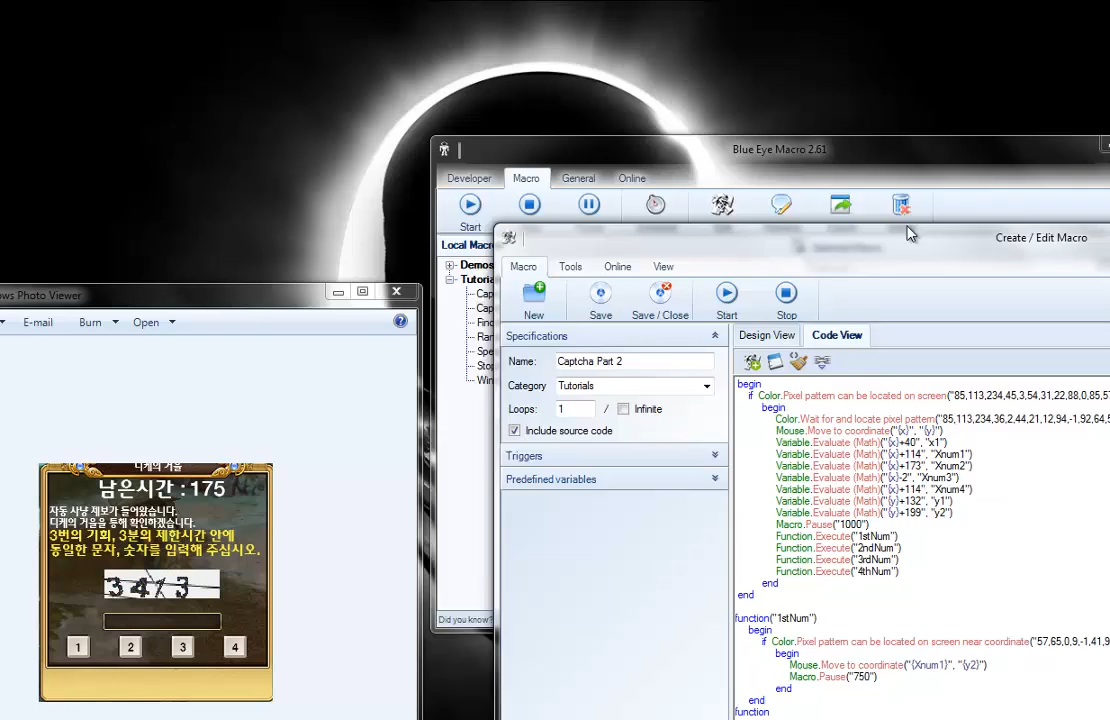 Blue Eye Macro 2.61
Developer Macro General Online
Start
Local Macr
Demos
Tutoria
Cap
Cap
Find
Ran
Spe
Stop
Win
Did you know?
Create / Edit Macro
Macro Tools Online View
New Save Save / Close Start Stop
Specifications
Name: Captcha Part 2
Category Tutorials
Loops: 1 / Infinite
Include source code
Triggers
Predefined variables
Design View Code View
begin
if Color.Pixel pattern can be located on screen("85,113,234,45,3,54,31,22,88,0,85,57
begin
Color.Wait for and locate pixel pattern("85,113,234,36,2,44,21,12,94,-1,92,64,5
Mouse.Move to coordinate("{x}", "{y}")
Variable.Evaluate (Math)("{x}+40", "x1")
Variable.Evaluate (Math)("{x}+114", "Xnum1")
Variable.Evaluate (Math)("{x}+173", "Xnum2")
Variable.Evaluate (Math)("{x}-2", "Xnum3")
Variable.Evaluate (Math)("{x}+114", "Xnum4")
Variable.Evaluate (Math)("{y}+132", "y1")
Variable.Evaluate (Math)("{y}+199", "y2")
Macro.Pause("1000")
Function.Execute("1stNum")
Function.Execute("2ndNum")
Function.Execute("3rdNum")
Function.Execute("4thNum")
end
end
function("1stNum")
begin
if Color.Pixel pattern can be located on screen near coordinate("57,65,0,9,-1,41,9
begin
Mouse.Move to coordinate("{Xnum1}", "{y2}")
Macro.Pause("750")
end
end
function
ows Photo Viewer
E-mail Burn Open
디케의 거울
남은시간 : 175
자동 사냥 제보가 들어왔습니다.
디케의 거울을 통해 확인하겠습니다.
3번의 기회, 3분의 제한시간 안에
동일한 문자, 숫자를 입력해 주십시오.
1 2 3 4